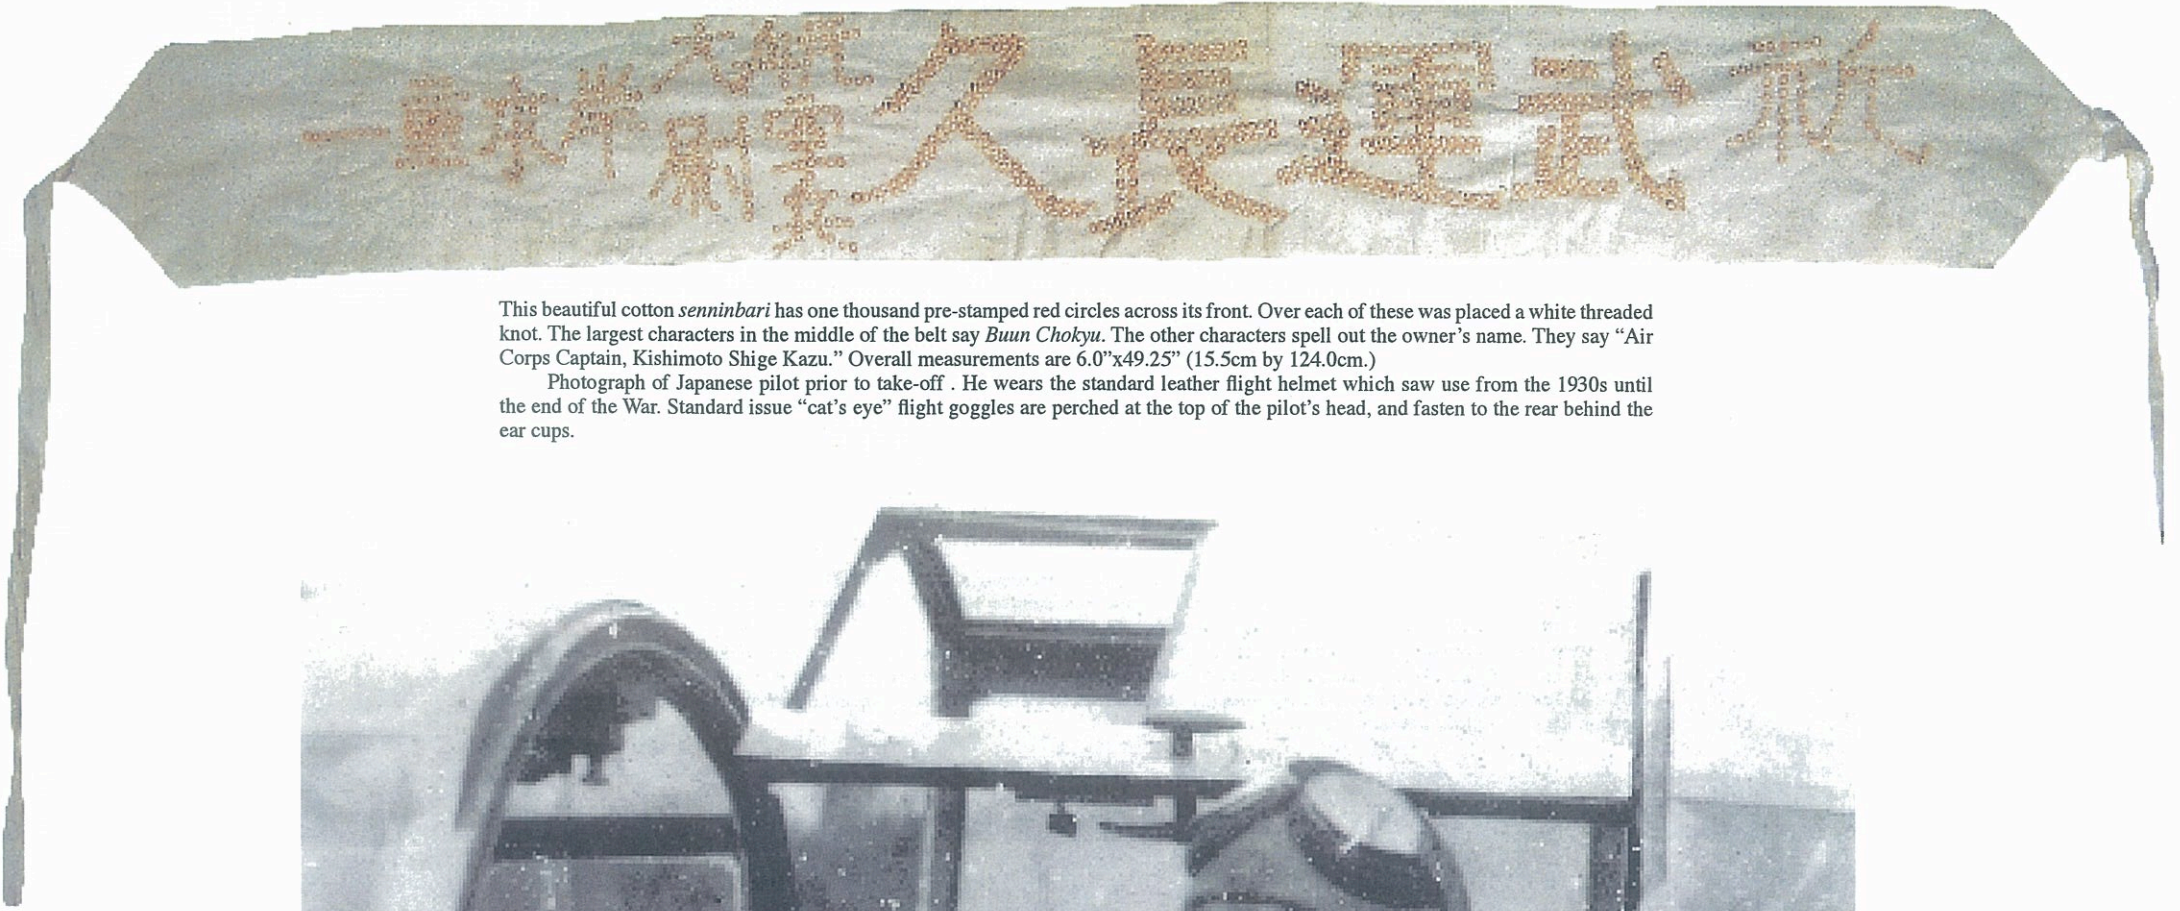 祈武運長久
航空兵
大尉
岸本重一
This beautiful cotton senninbari has one thousand pre-stamped red circles across its front. Over each of these was placed a white threaded
knot. The largest characters in the middle of the belt say Buun Chokyu. The other characters spell out the owner's name. They say “Air
Corps Captain, Kishimoto Shige Kazu.” Overall measurements are 6.0”x49.25” (15.5cm by 124.0cm.)
Photograph of Japanese pilot prior to take-off . He wears the standard leather flight helmet which saw use from the 1930s until
the end of the War. Standard issue “cat's eye” flight goggles are perched at the top of the pilot's head, and fasten to the rear behind the
ear cups.